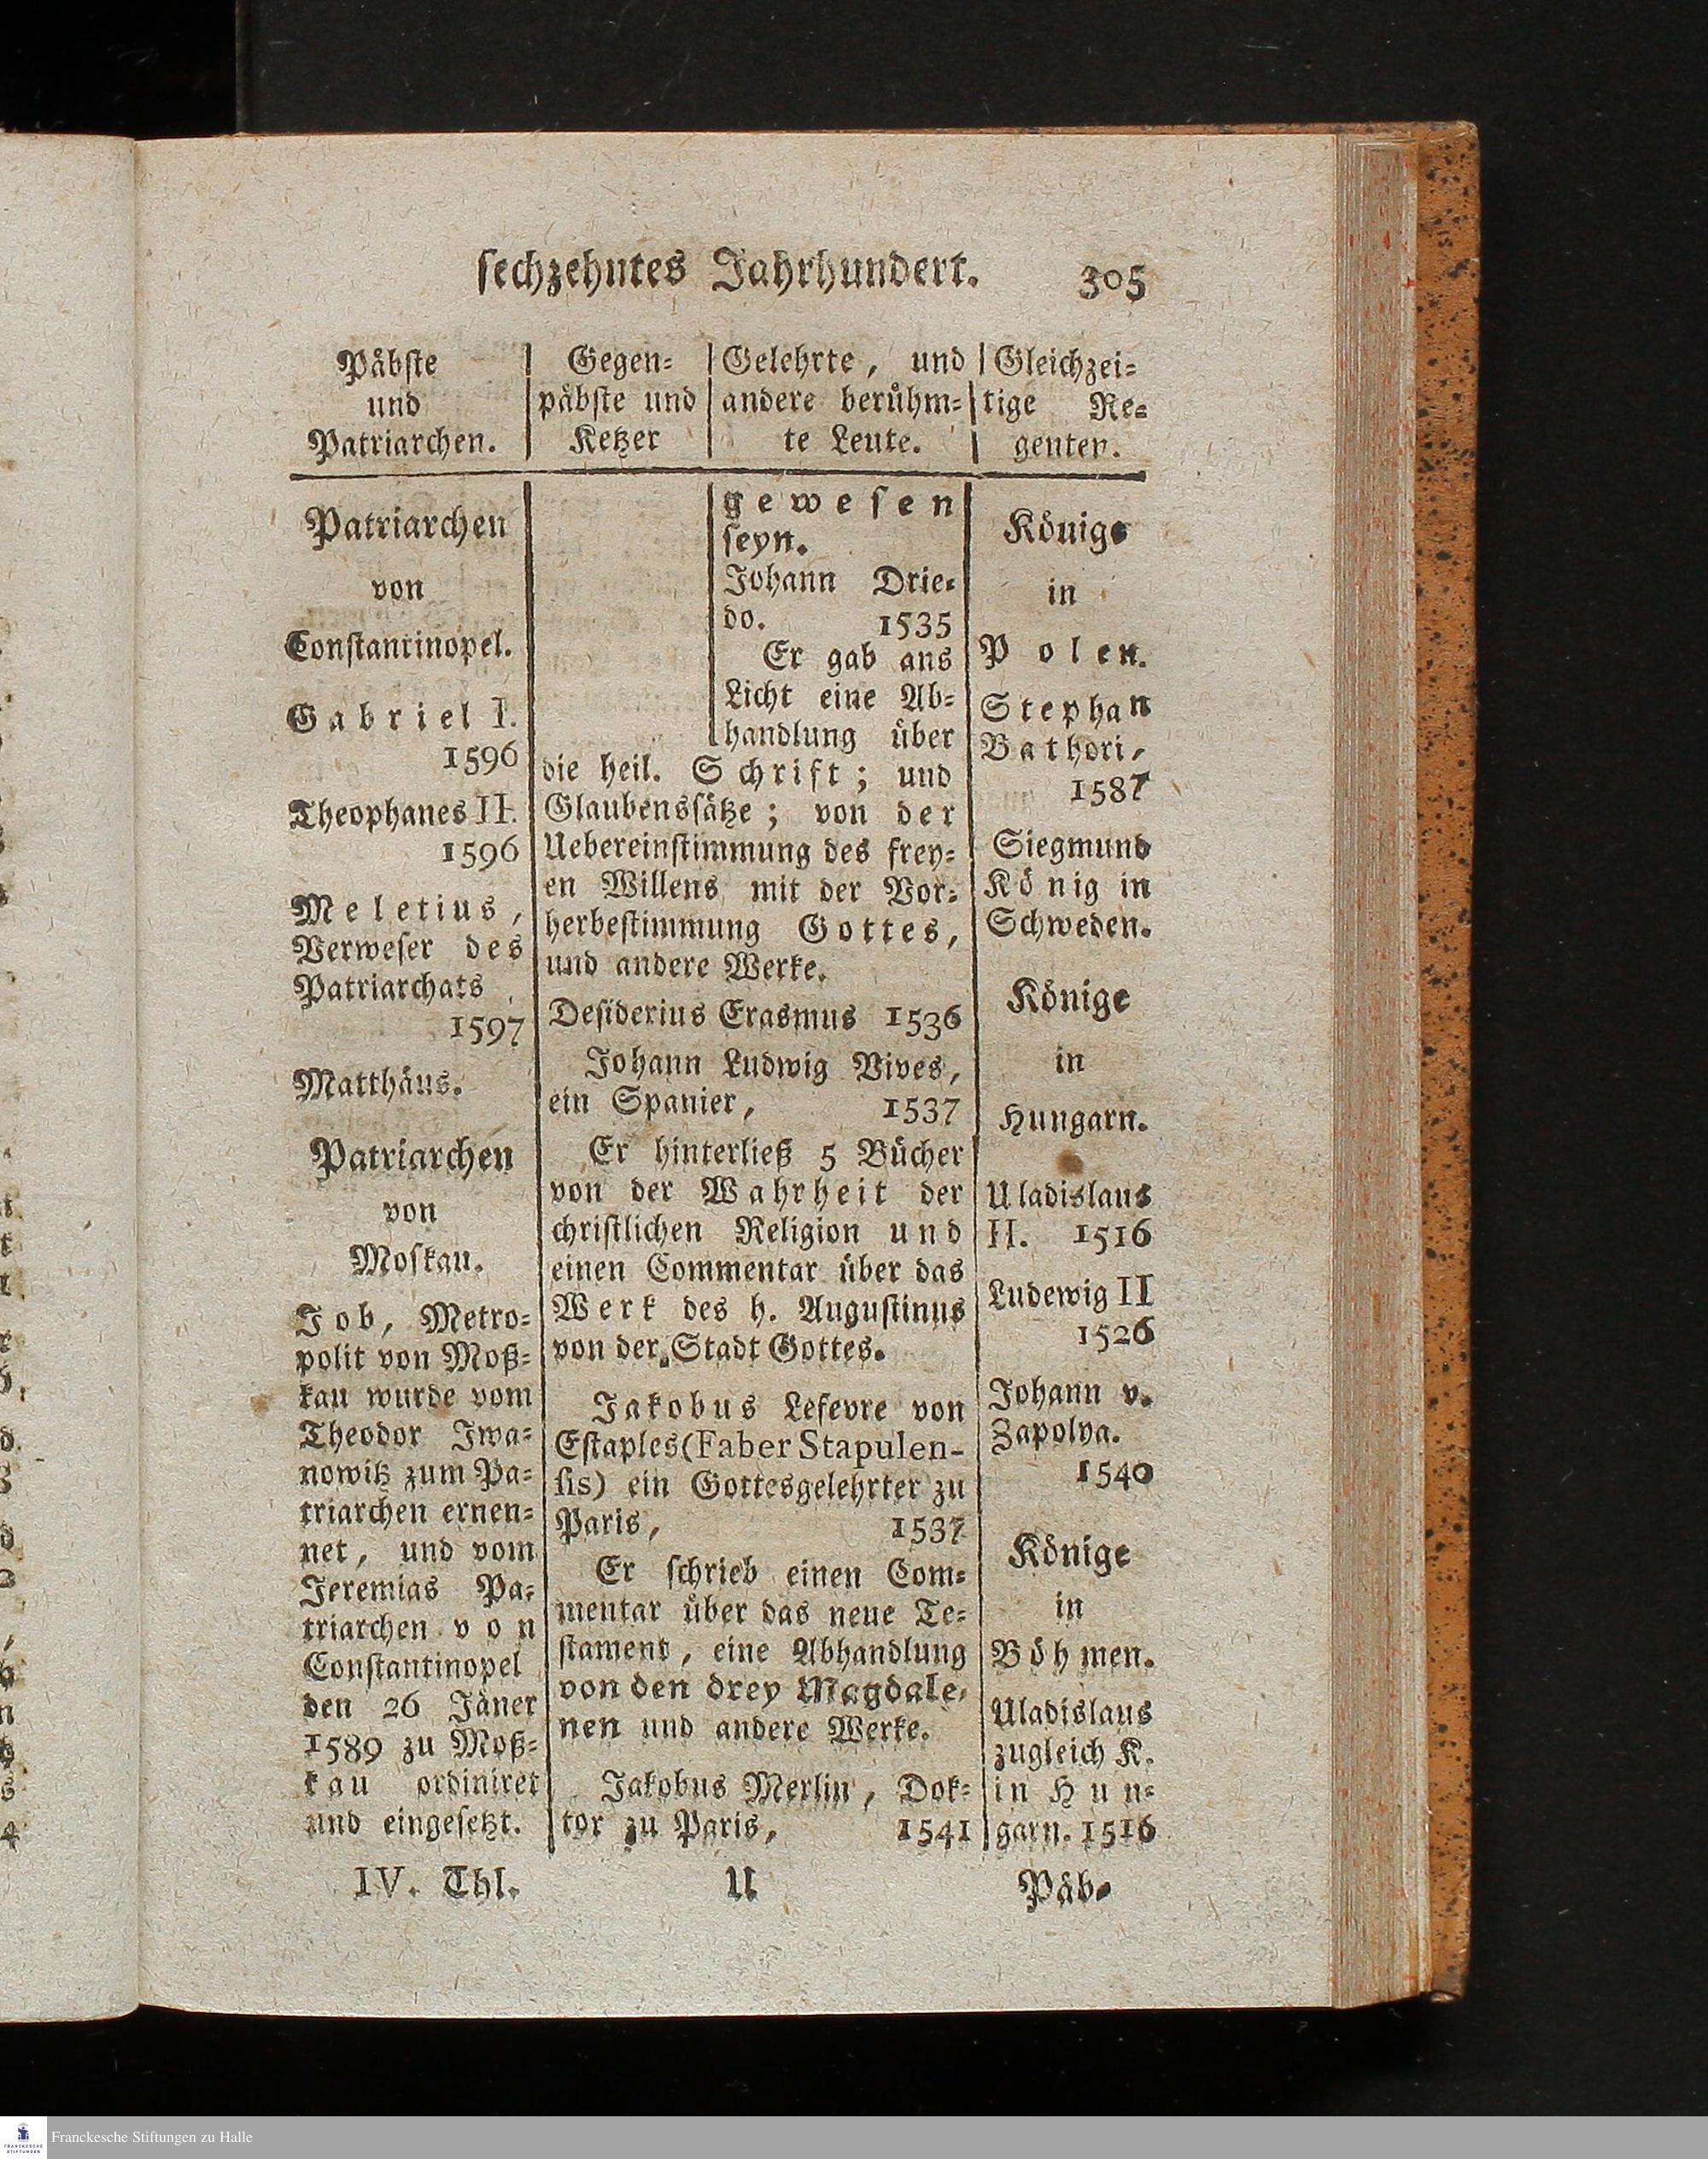 sechzehntes Jahrhundert. 305
Päbste
und
Patriarchen.
Gegen-
päbste und
Ketzer
Gelehrte, und
andere berühm-
te Leute.
Gleichzei-
tige Re-
genten.
Patriarchen
von
Constantinopel.
Gabriel I.
1596
Theophanes II.
1596
Meletius,
Verweser des
Patriarchats
1597
Matthäus.
Patriarchen
von
Moskau.
Job, Metro-
polit von Moß-
kau wurde vom
Theodor Iwa-
nowitz zum Pa-
triarchen ernen-
net, und vom
Jeremias Pa-
triarchen von
Constantinopel
den 26 Jäner
1589 zu Moß-
kau ordiniret
und eingesetzt.
gewesen
seyn.
Johann Drie-
do. 1535
Er gab ans
Licht eine Ab-
handlung über
die heil. Schrift; und
Glaubenssätze; von der
Uebereinstimmung des frey-
en Willens mit der Vor-
herbestimmung Gottes,
und andere Werke.
Desiderius Erasmus 1536
Johann Ludwig Vives,
ein Spanier, 1537
Er hinterließ 5 Bücher
von der Wahrheit der
christlichen Religion und
einen Commentar über das
Werk des h. Augustinus
von der Stadt Gottes.
Jakobus Lefevre von
Estaples (Faber Stapulen-
sis) ein Gottesgelehrter zu
Paris, 1537
Er schrieb einen Com-
mentar über das neue Te-
stament, eine Abhandlung
von den drey Magdale-
nen und andere Werke.
Jakobus Merlin, Dok-
tor zu Paris, 1541
Könige
in
Polen.
Stephan
Bathori,
1587
Siegmund
König in
Schweden.
Könige
in
Hungarn.
Uladislaus
II. 1516
Ludewig II
1526
Johann v.
Zapolya.
1540
Könige
in
Böhmen.
Uladislaus
zugleich K.
in Hun-
garn. 1516
IV. Thl. U Päb-
Franckesche Stiftungen zu Halle